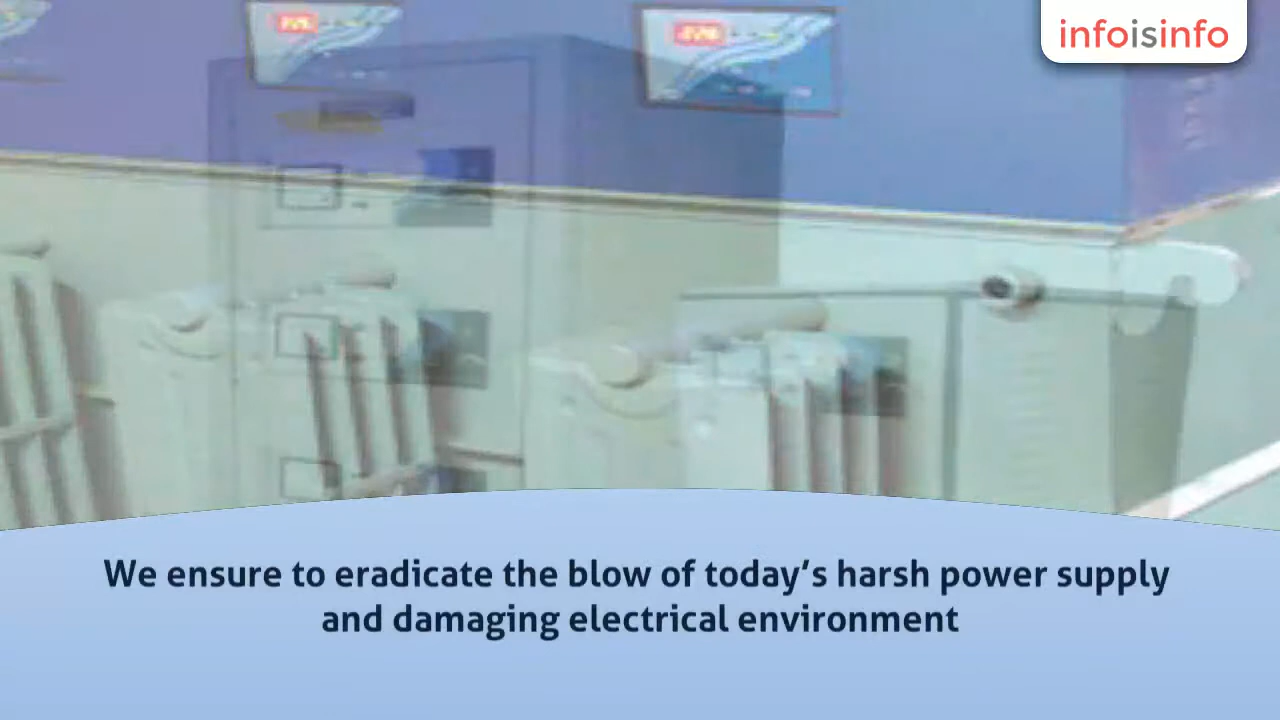 infoisinfo
We ensure to eradicate the blow of today's harsh power supply
and damaging electrical environment